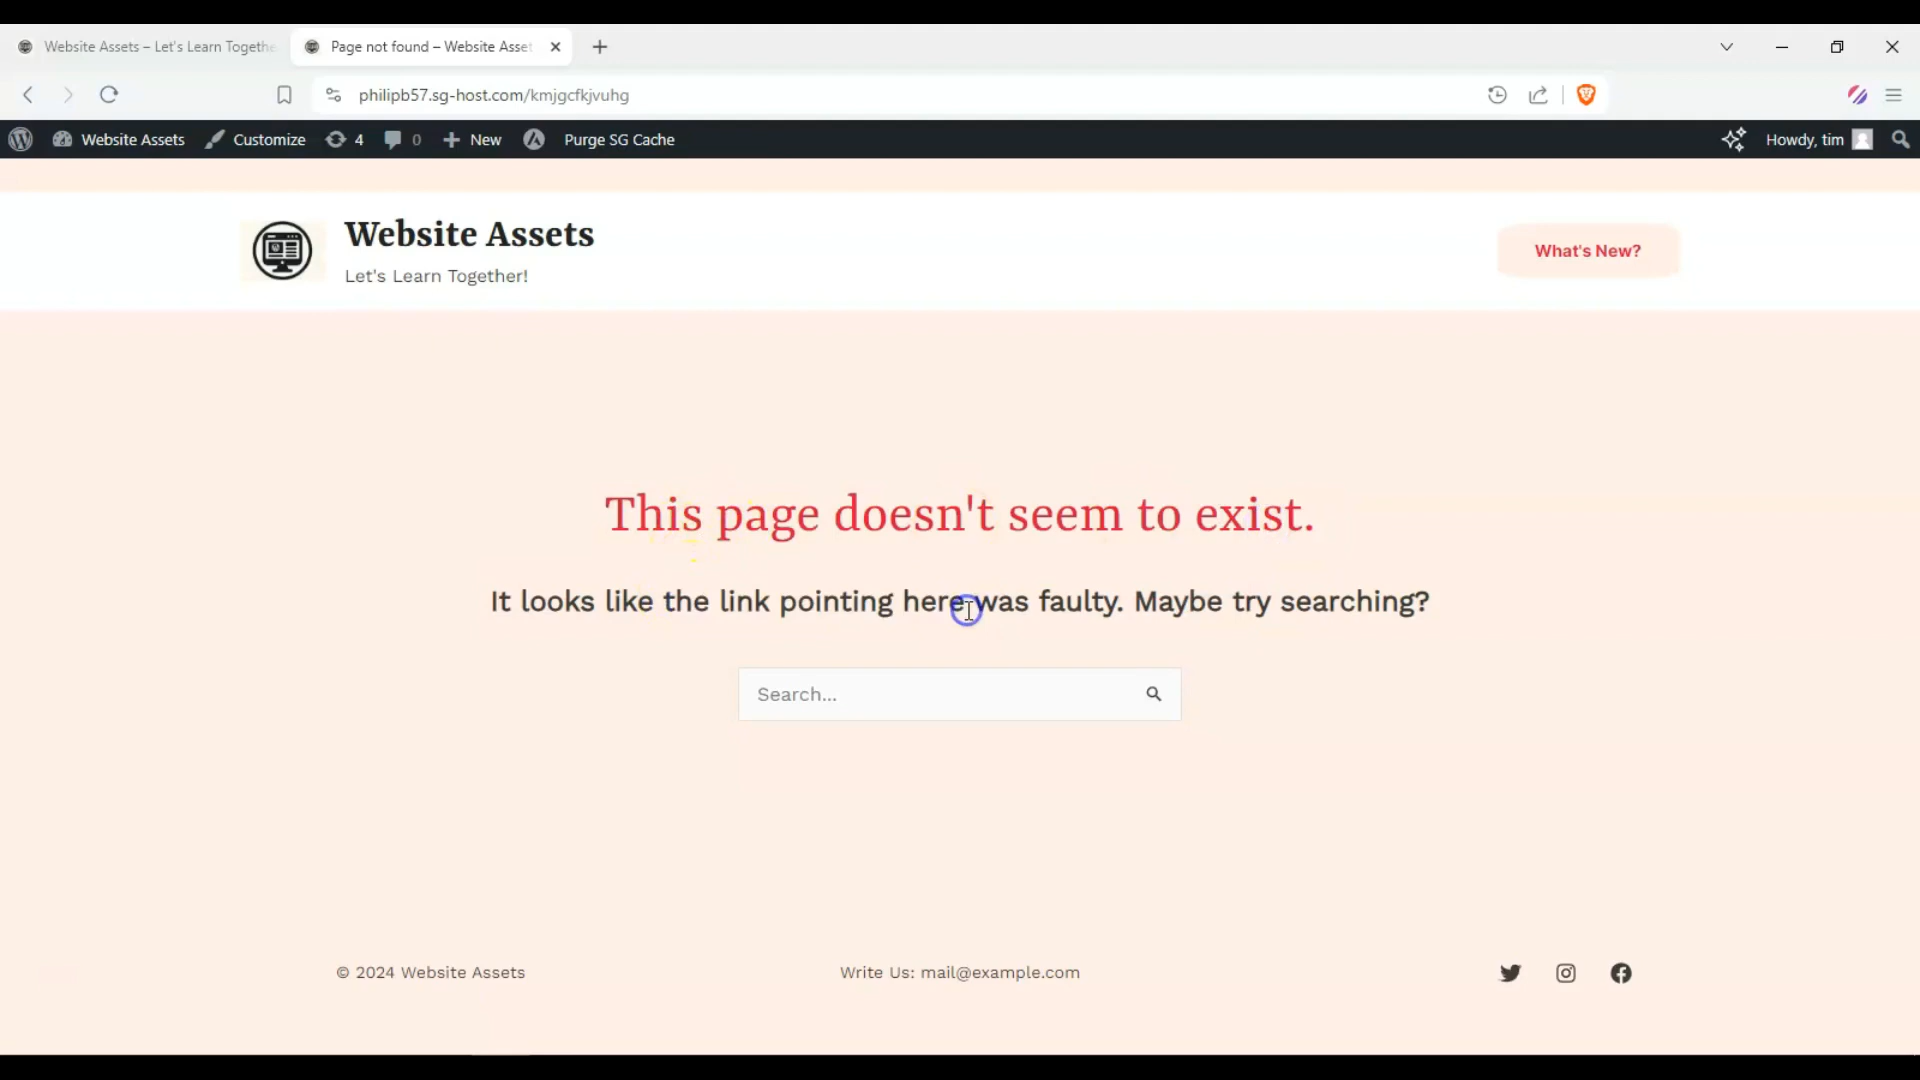 Website Assets – Let's Learn Togethe
Page not found – Website Asset
philipb57.sg-host.com/kmjgcfkjvuhg
Website Assets
Customize
4
0
New
Purge SG Cache
Howdy, tim
Website Assets
Let's Learn Together!
What's New?
This page doesn't seem to exist.
It looks like the link pointing here was faulty. Maybe try searching?
Search...
© 2024 Website Assets
Write Us: mail@example.com